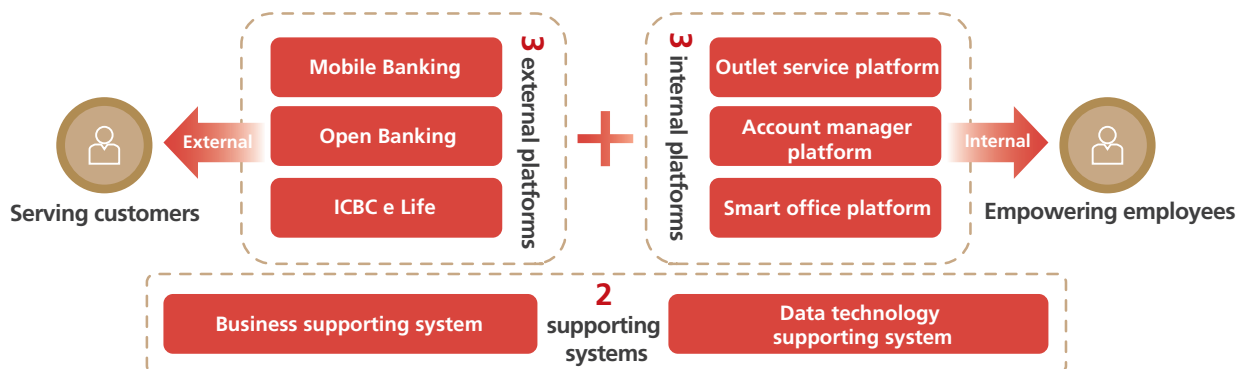 Mobile Banking
Open Banking
ICBC e Life
3 external platforms
External
Serving customers
3 internal platforms
Outlet service platform
Account manager
platform
Smart office platform
Internal
Empowering employees
Business supporting system
2
supporting
systems
Data technology
supporting system